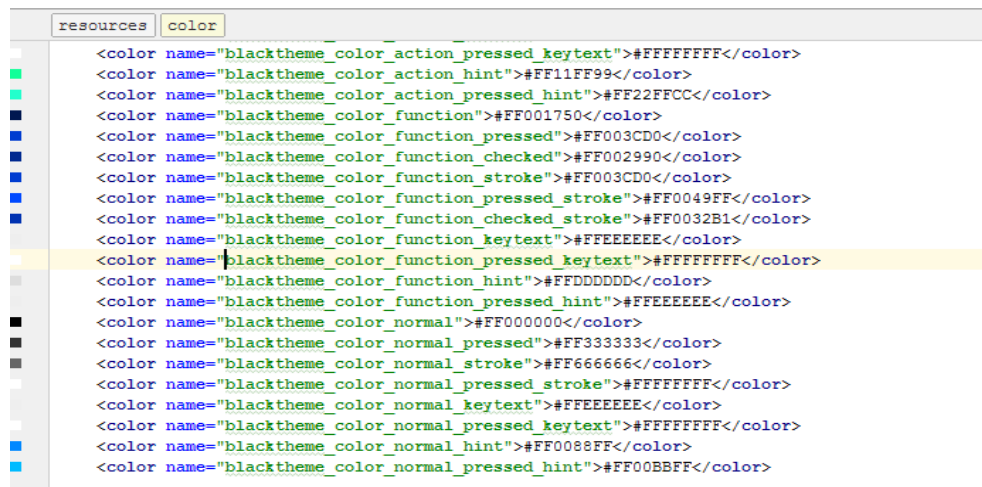 resources color
<color name="blacktheme_color_action_pressed_keytext">#FFFFFFFF</color>
<color name="blacktheme_color_action_hint">#FF11FF99</color>
<color name="blacktheme_color_action_pressed_hint">#FF22FFCC</color>
<color name="blacktheme_color_function">#FF001750</color>
<color name="blacktheme_color_function_pressed">#FF003CD0</color>
<color name="blacktheme_color_function_checked">#FF002990</color>
<color name="blacktheme_color_function_stroke">#FF003CD0</color>
<color name="blacktheme_color_function_pressed_stroke">#FF0049FF</color>
<color name="blacktheme_color_function_checked_stroke">#FF0032B1</color>
<color name="blacktheme_color_function_keytext">#FFEEEEEE</color>
<color name="blacktheme_color_function_pressed_keytext">#FFFFFFFF</color>
<color name="blacktheme_color_function_hint">#FFDDDDDD</color>
<color name="blacktheme_color_function_pressed_hint">#FFEEEEEE</color>
<color name="blacktheme_color_normal">#FF000000</color>
<color name="blacktheme_color_normal_pressed">#FF333333</color>
<color name="blacktheme_color_normal_stroke">#FF666666</color>
<color name="blacktheme_color_normal_pressed_stroke">#FFFFFFFF</color>
<color name="blacktheme_color_normal_keytext">#FFEEEEEE</color>
<color name="blacktheme_color_normal_pressed_keytext">#FFFFFFFF</color>
<color name="blacktheme_color_normal_hint">#FF0088FF</color>
<color name="blacktheme_color_normal_pressed_hint">#FF00BBFF</color>